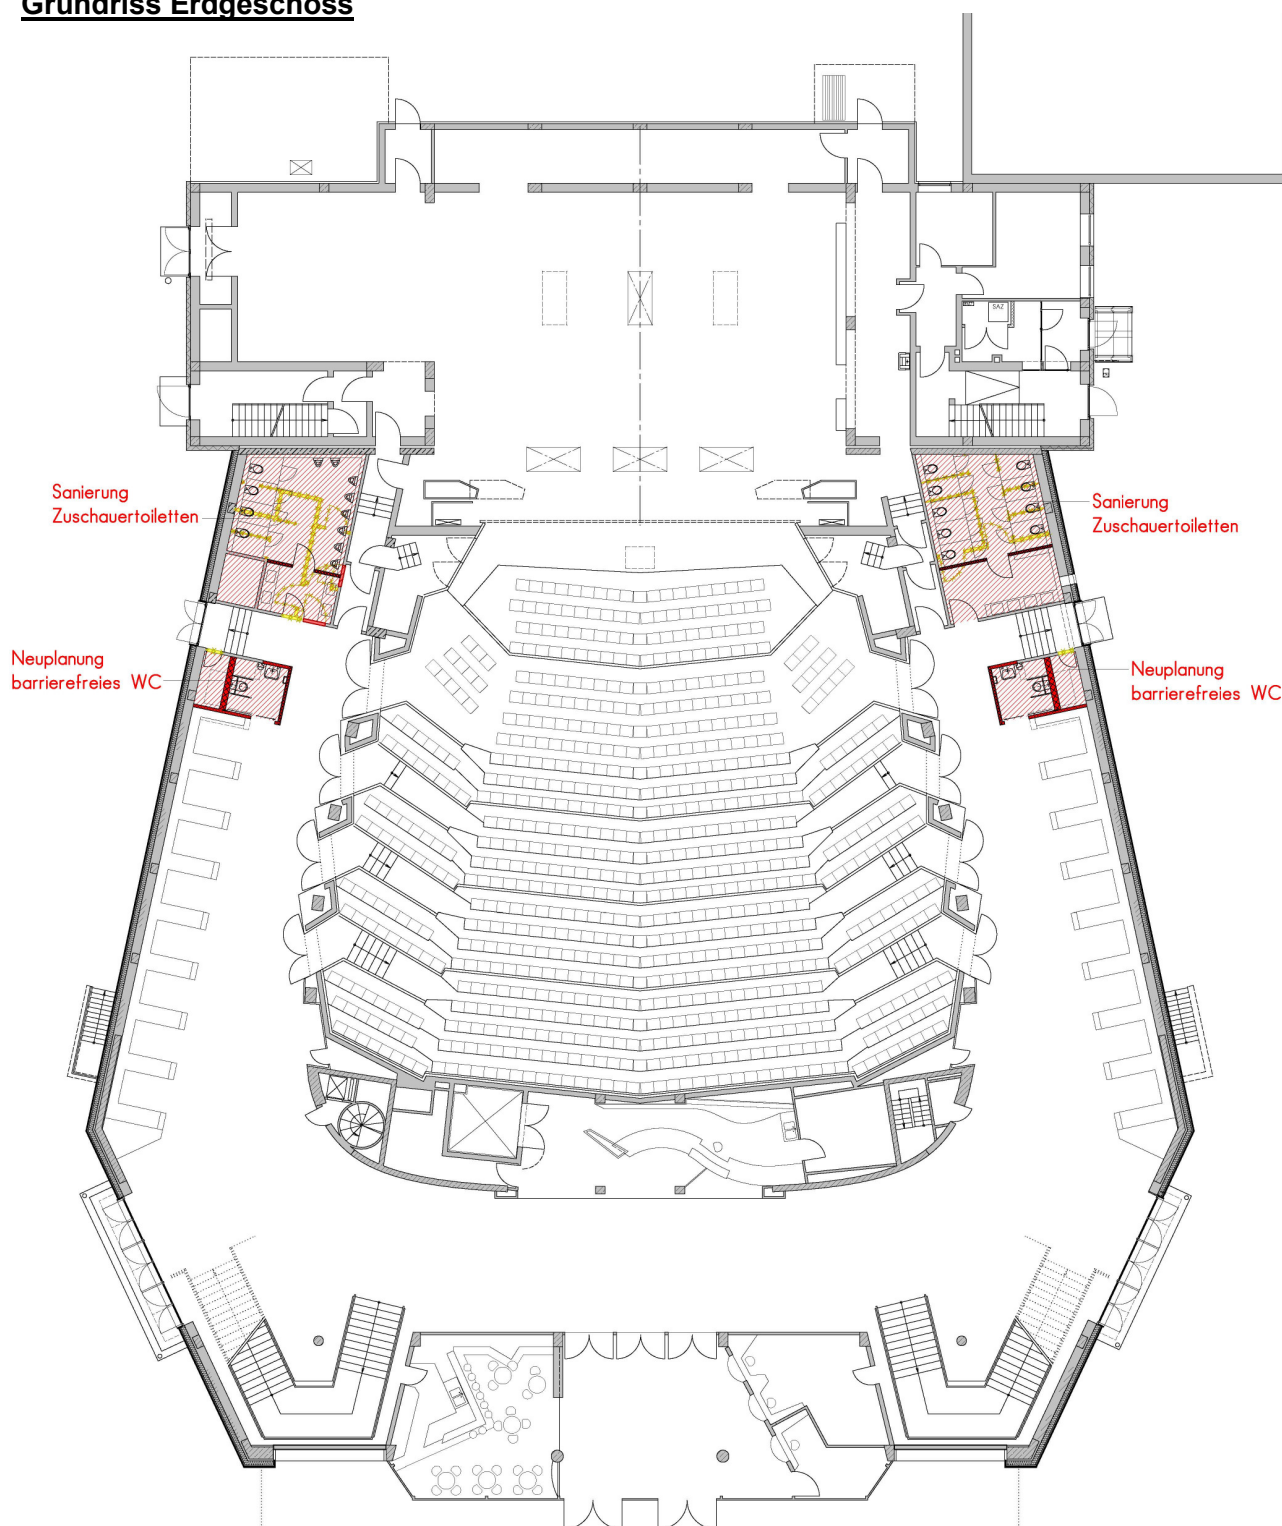 Grundriss Erdgeschoss
SAZ
Sanierung
Zuschauertoiletten
Sanierung
Zuschauertoiletten
Neuplanung
barrierefreies WC
Neuplanung
barrierefreies WC